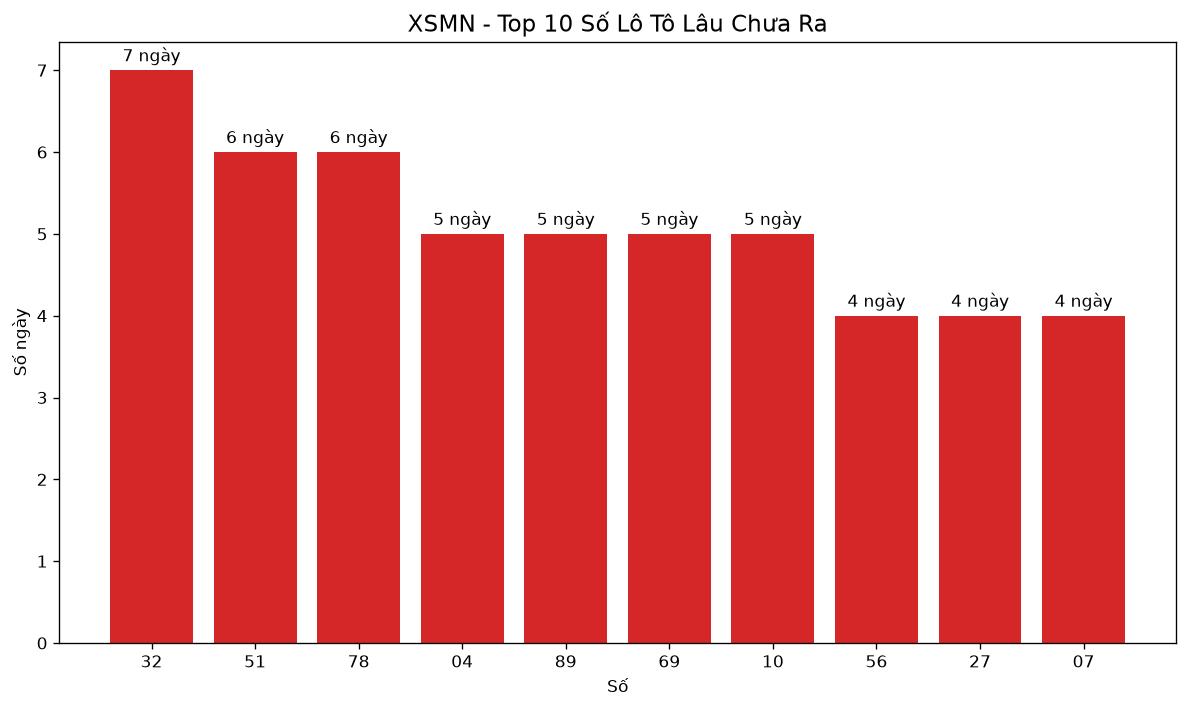 XSMN - Top 10 Số Lô Tô Lâu Chưa Ra
7 ngày
6 ngày 6 ngày
5 ngày 5 ngày 5 ngày 5 ngày
4 ngày 4 ngày 4 ngày
Số ngày
7
6
5
4
3
2
1
0
32 51 78 04 89 69 10 56 27 07
Số